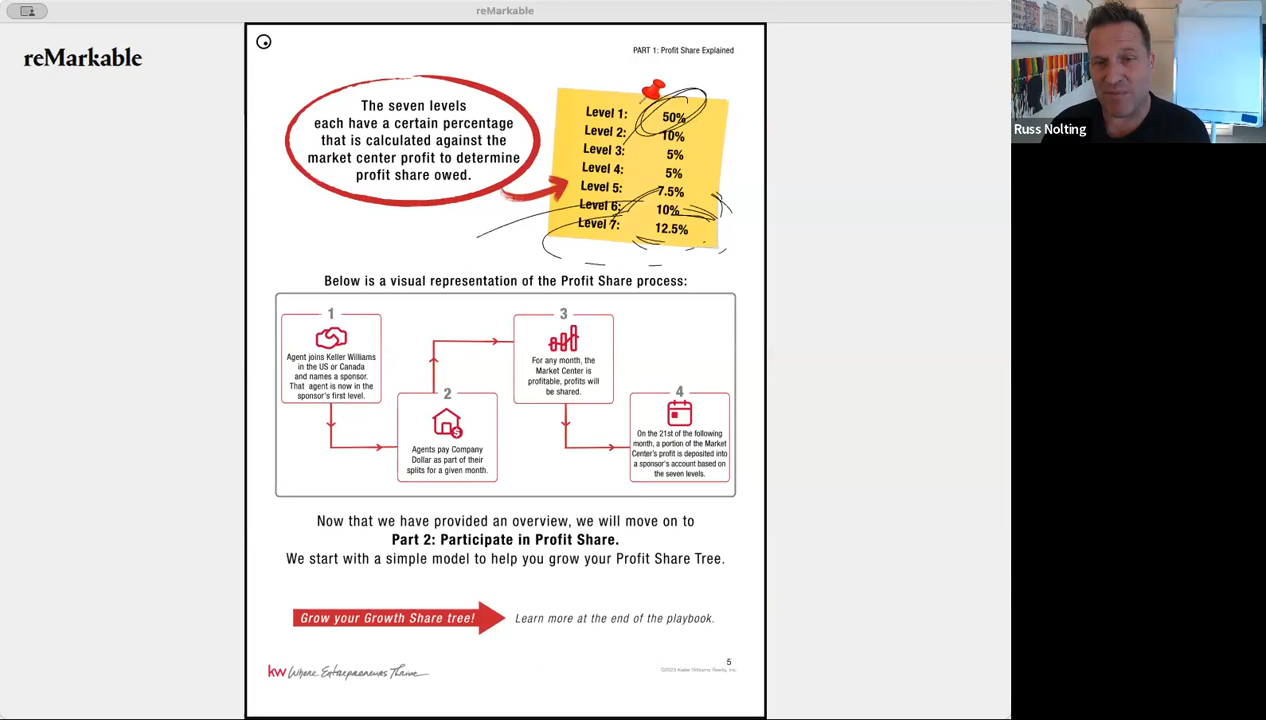 reMarkable
reMarkable
PART 1: Profit Share Explained
The seven levels
each have a certain percentage
that is calculated against the
market center profit to determine
profit share owed.
Level 1: 50%
Level 2: 10%
Level 3: 5%
Level 4: 5%
Level 5: 7.5%
Level 6: 10%
Level 7: 12.5%
Below is a visual representation of the Profit Share process:
1
Agent joins Keller Williams
in the US or Canada
and names a sponsor.
That agent is now in the
sponsor's first level.
2
Agents pay Company
Dollar as part of their
splits for a given month.
3
For any month, the
Market Center is
profitable, profits will
be shared.
4
On the 21st of the following
month, a portion of the Market
Center's profit is deposited into
a sponsor's account based on
the seven levels.
Now that we have provided an overview, we will move on to
Part 2: Participate in Profit Share.
We start with a simple model to help you grow your Profit Share Tree.
Grow your Growth Share tree! Learn more at the end of the playbook.
kw Where Entrepreneurs Thrive
5
©2023 Keller Williams Realty, Inc.
Russ Nolting